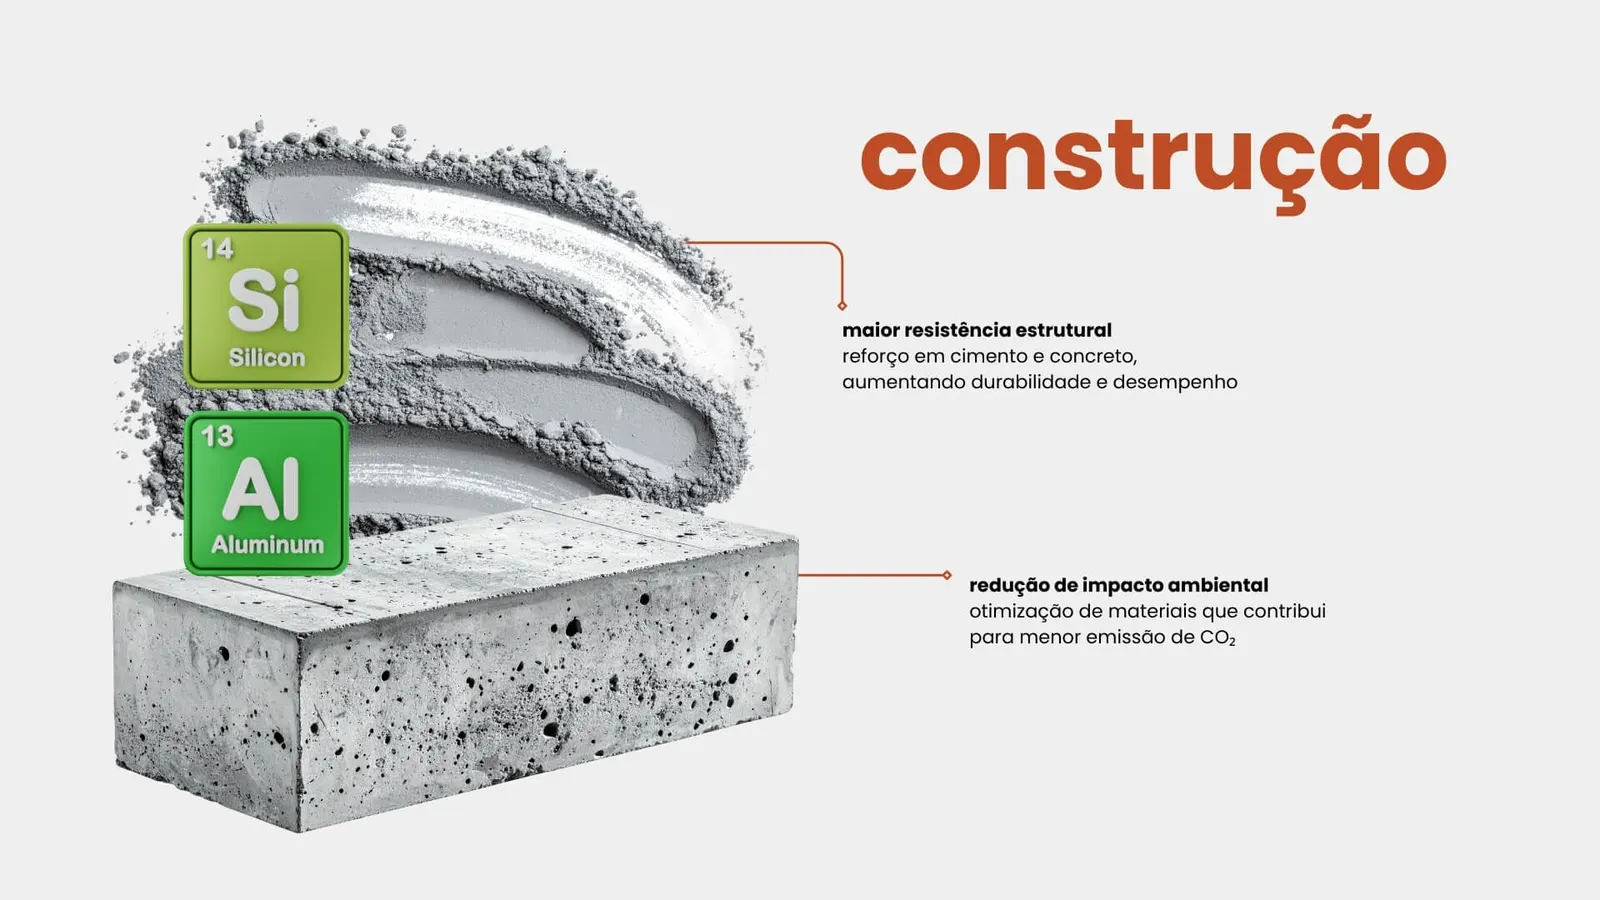 construção
14
Si
Silicon
13
Al
Aluminum
maior resistência estrutural
reforço em cimento e concreto,
aumentando durabilidade e desempenho
redução de impacto ambiental
otimização de materiais que contribui
para menor emissão de CO₂